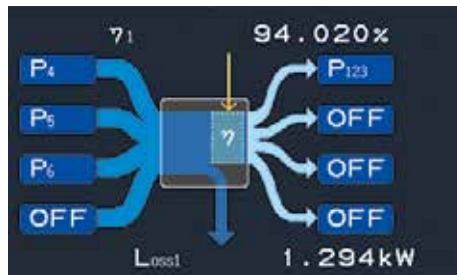 η1 94.020%
P4 P123
P5 OFF
η
P6 OFF
OFF OFF
Loss1 1.294kW